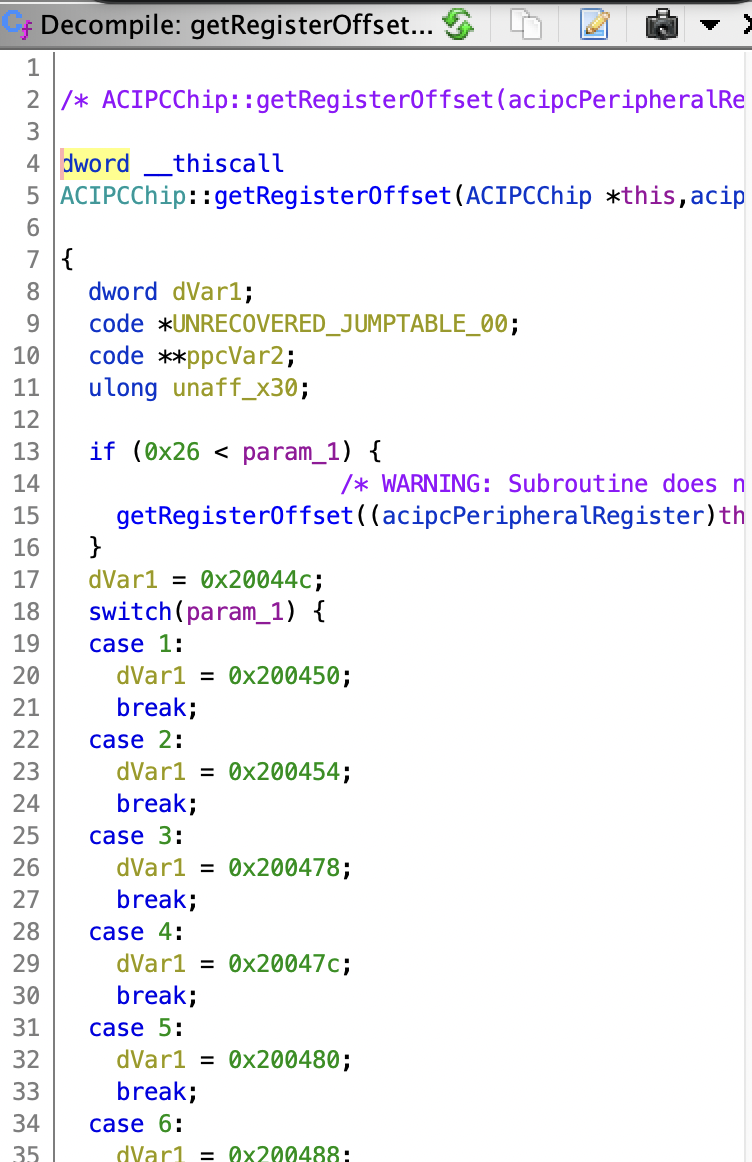 Decompile: getRegisterOffset...
1
2 /* ACIPCChip::getRegisterOffset(acipcPeripheralRe
3
4 dword __thiscall
5 ACIPCChip::getRegisterOffset(ACIPCChip *this,acip
6
7 {
8 dword dVar1;
9 code *UNRECOVERED_JUMPTABLE_00;
10 code **ppcVar2;
11 ulong unaff_x30;
12
13 if (0x26 < param_1) {
14 /* WARNING: Subroutine does n
15 getRegisterOffset((acipcPeripheralRegister)th
16 }
17 dVar1 = 0x20044c;
18 switch(param_1) {
19 case 1:
20 dVar1 = 0x200450;
21 break;
22 case 2:
23 dVar1 = 0x200454;
24 break;
25 case 3:
26 dVar1 = 0x200478;
27 break;
28 case 4:
29 dVar1 = 0x20047c;
30 break;
31 case 5:
32 dVar1 = 0x200480;
33 break;
34 case 6:
35 dVar1 = 0x200488;